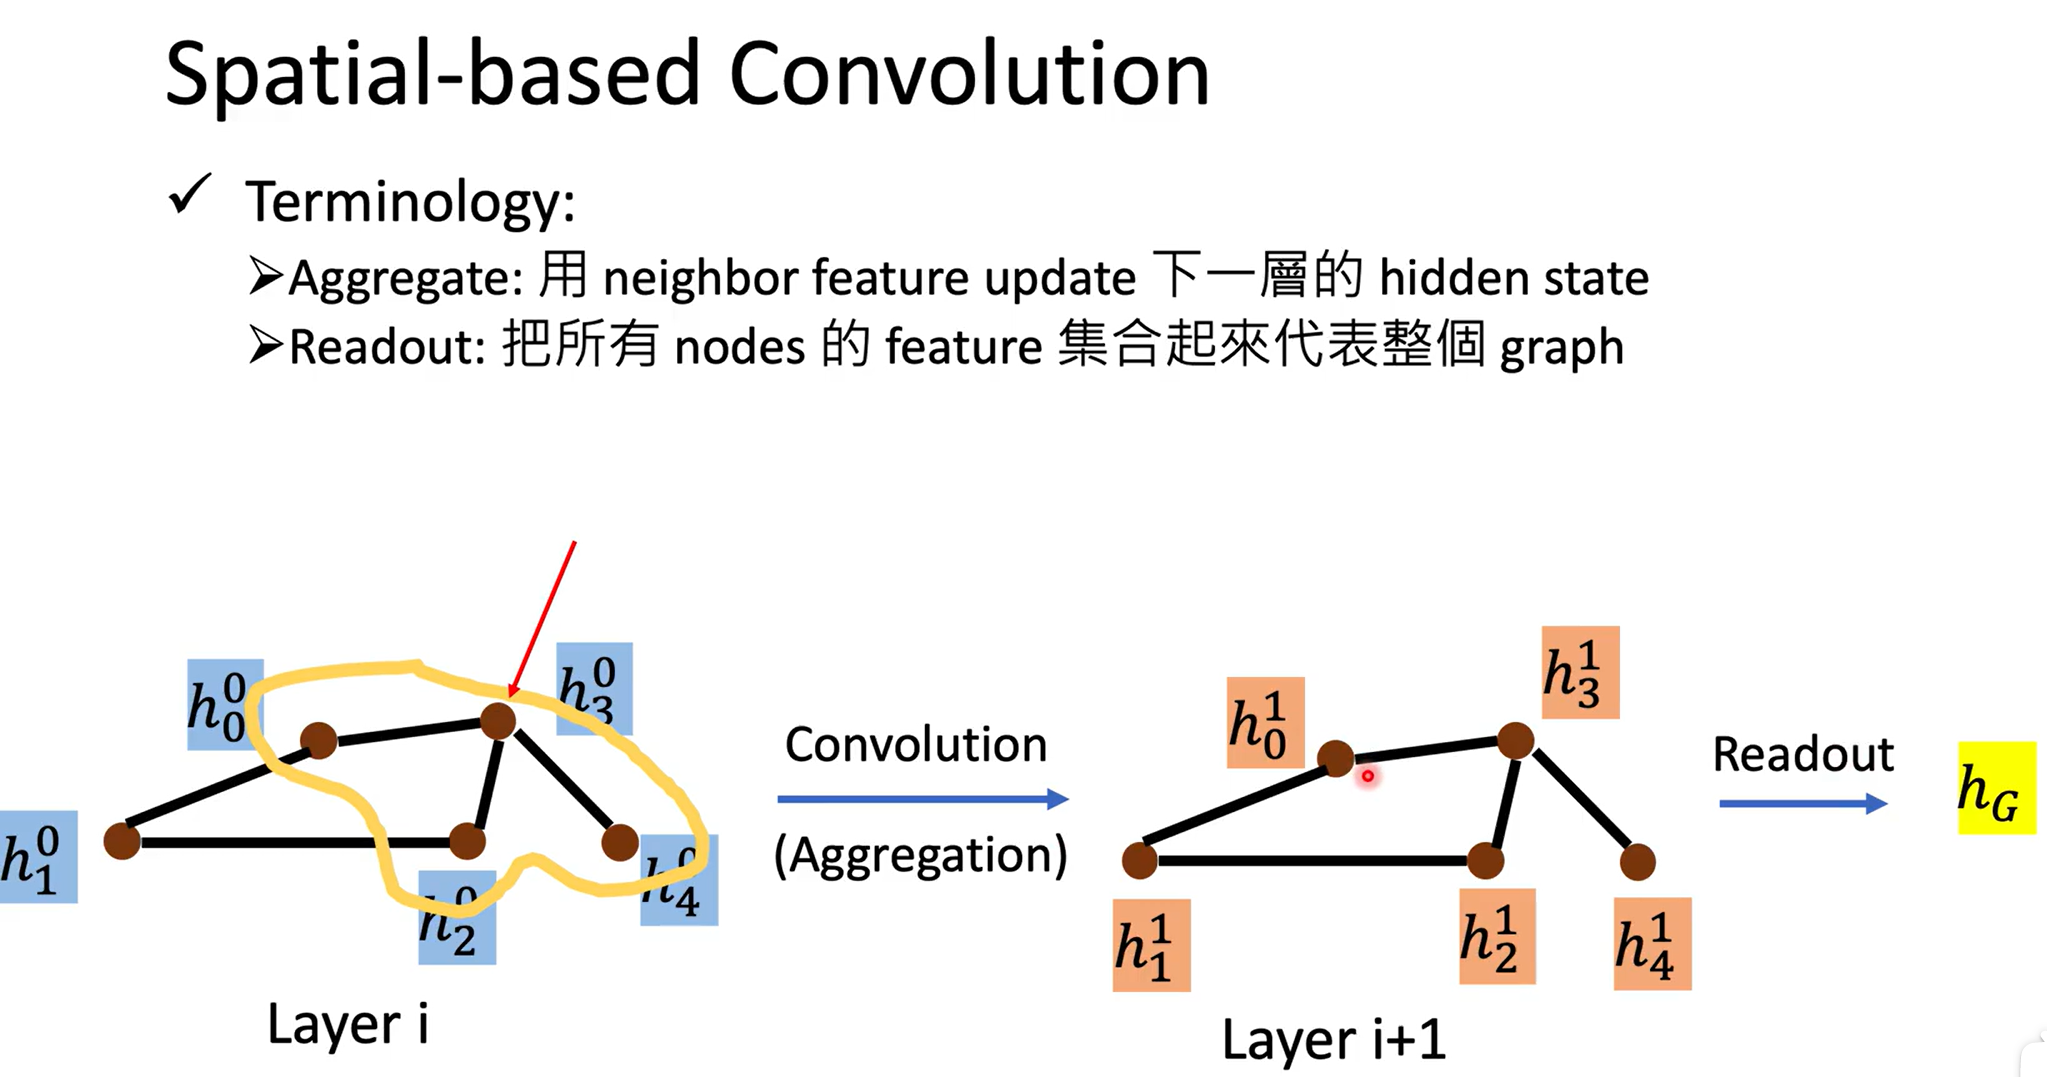 Spatial-based Convolution
✓ Terminology:
➢Aggregate: 用 neighbor feature update 下一層的 hidden state
➢Readout: 把所有 nodes 的 feature 集合起來代表整個 graph
h_0^0
h_3^0
h_1^0
h_2^0
h_4^0
Layer i
Convolution
(Aggregation)
h_0^1
h_3^1
h_1^1
h_2^1
h_4^1
Layer i+1
Readout
h_G